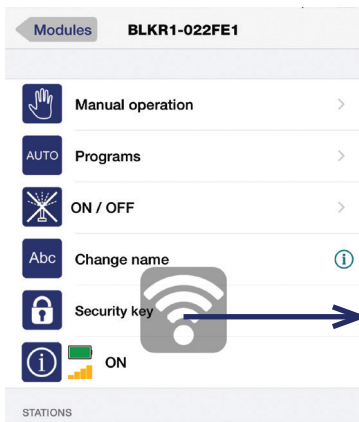 Modules BLKR1-022FE1
Manual operation
AUTO Programs
ON / OFF
Abc Change name
Security key
i ON
STATIONS